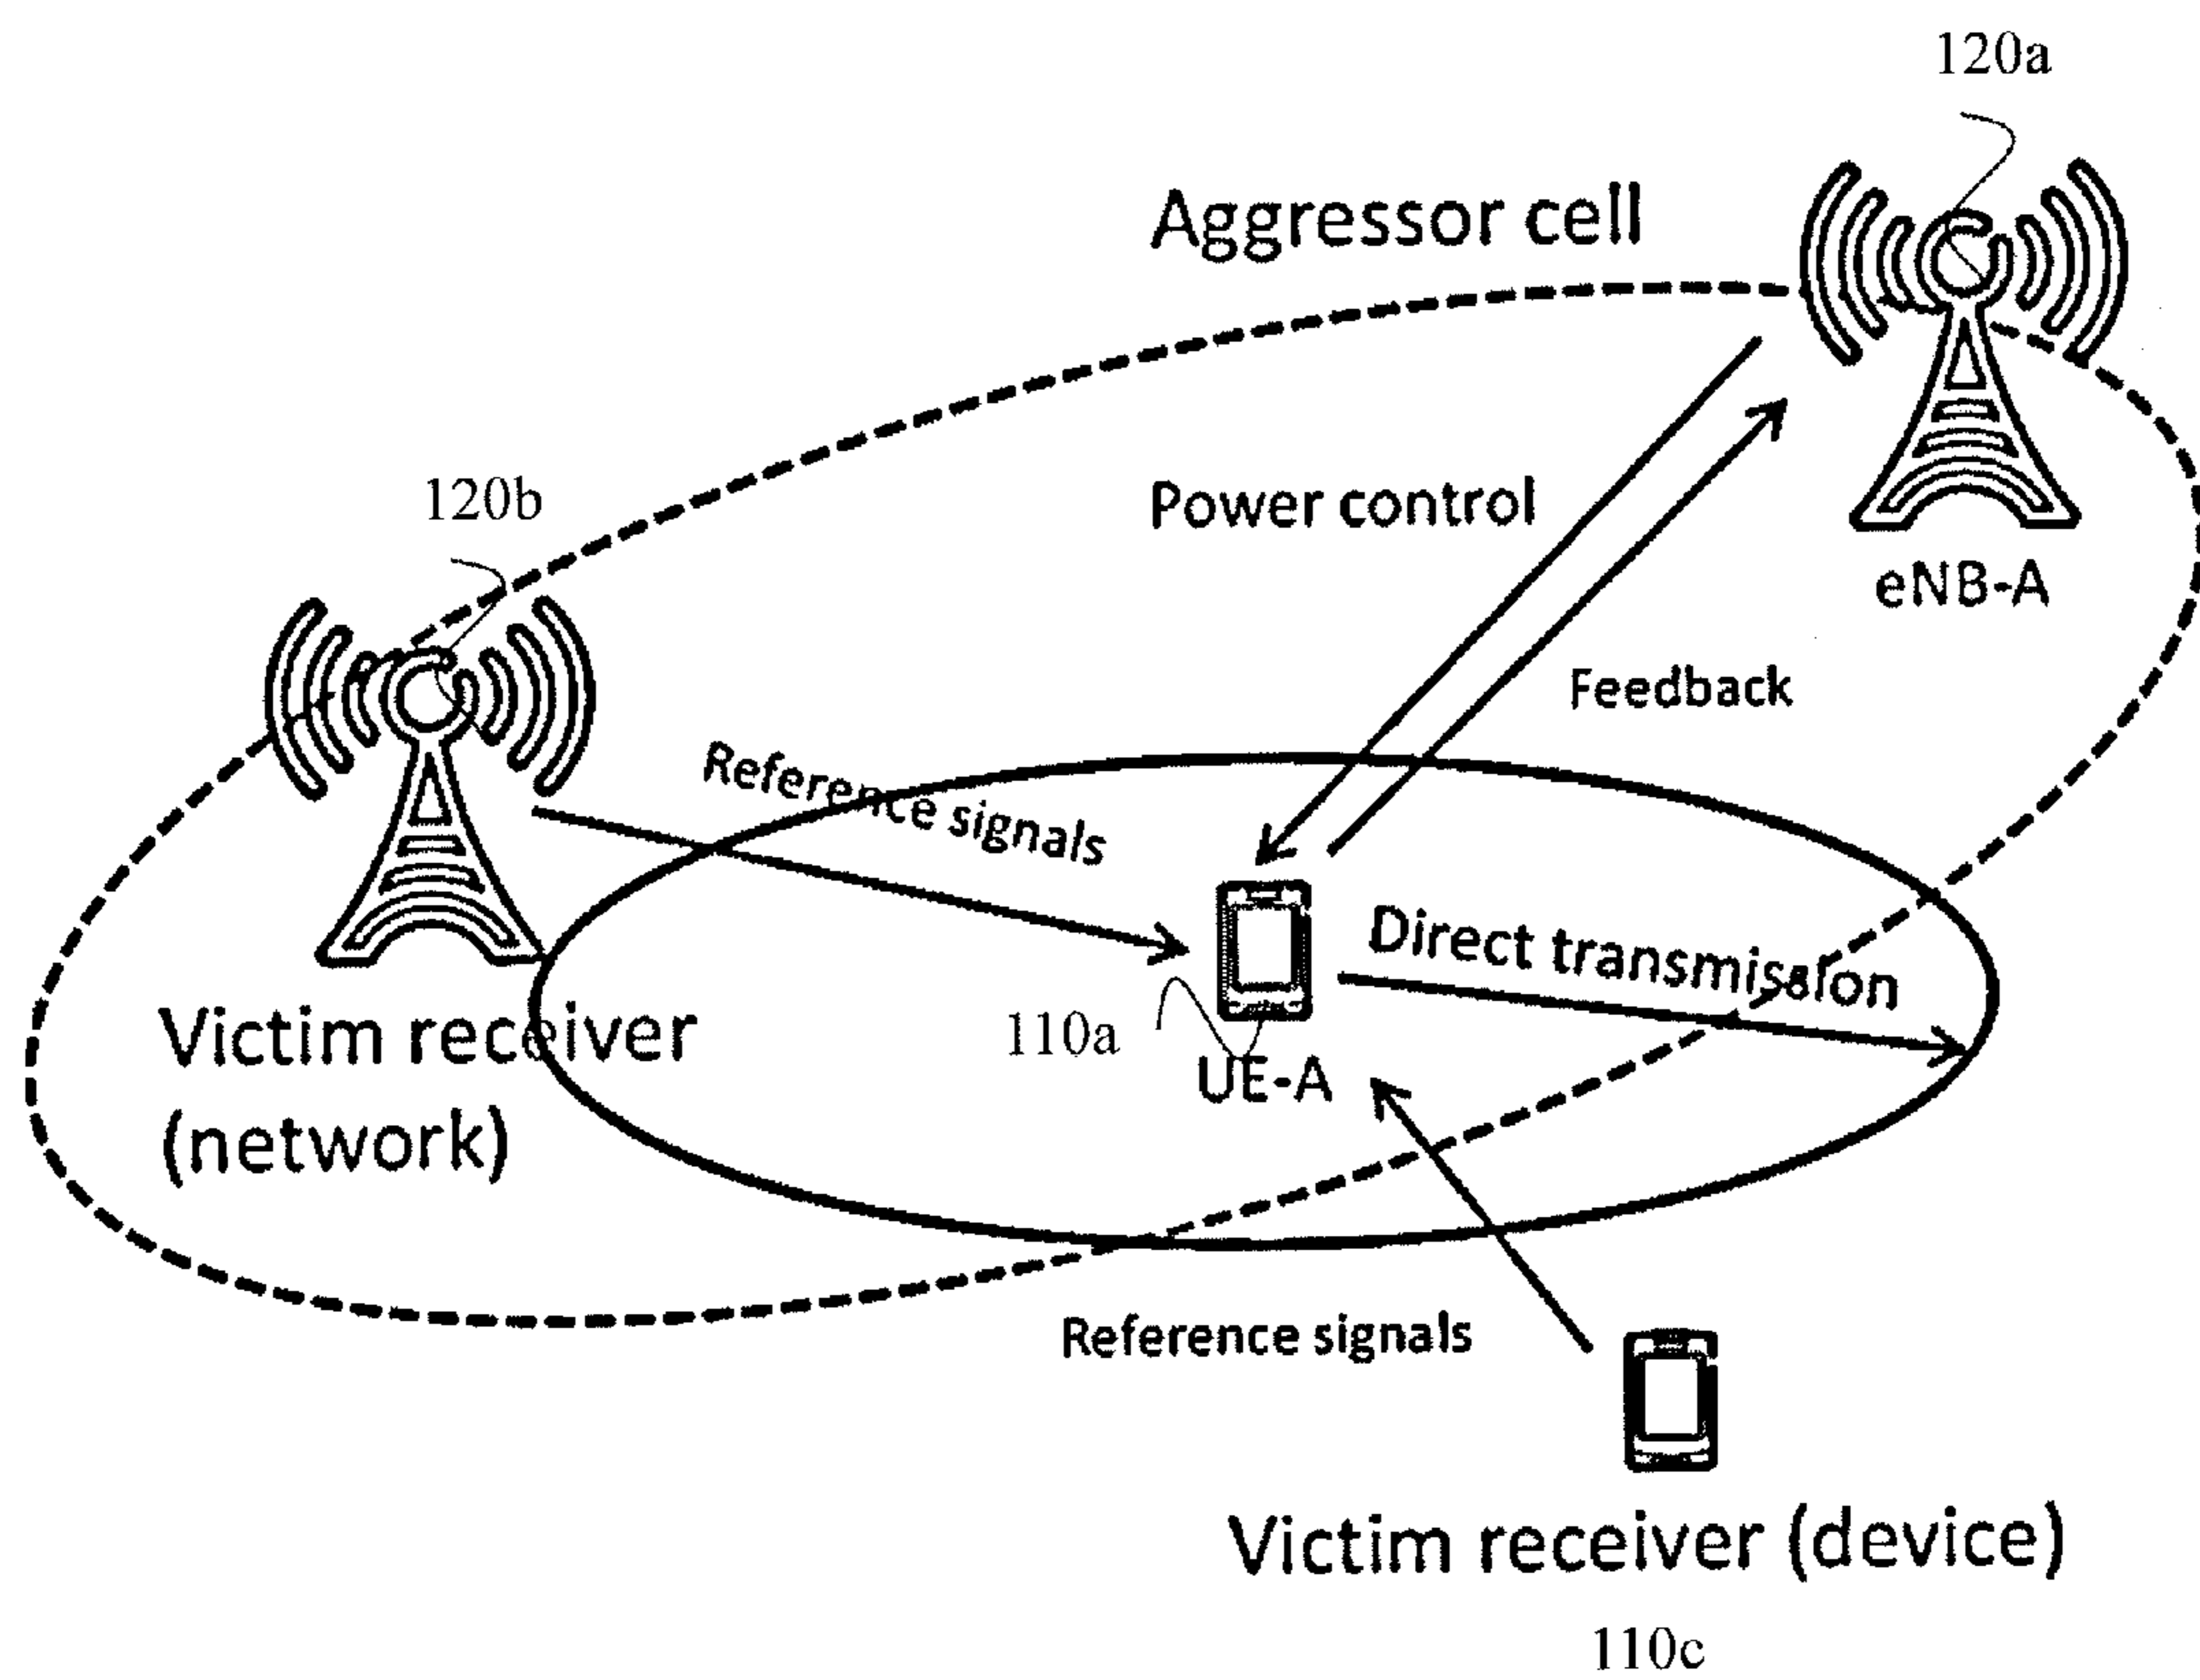 120a
Aggressor cell
120b
Power control
eNB-A
Feedback
Reference signals
Direct transmission
Victim receiver
(network)
110a
UE-A
Reference signals
Victim receiver (device)
110c